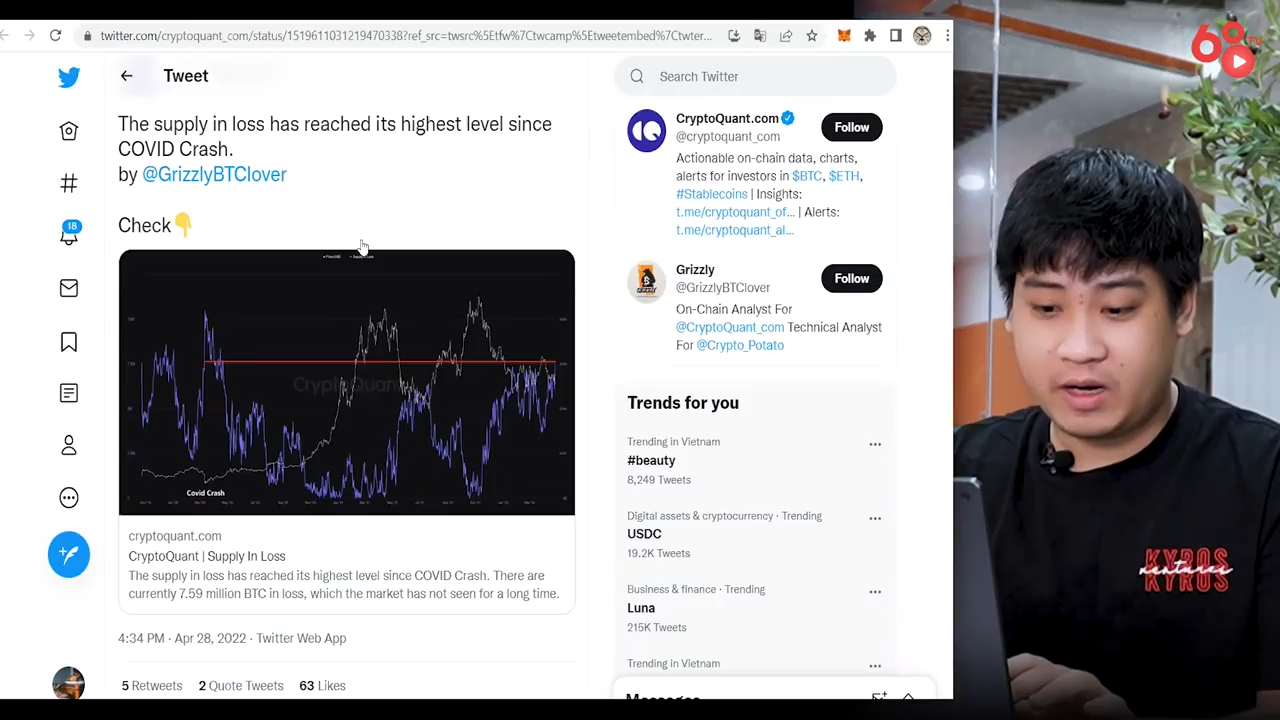 twitter.com/cryptoquant_com/status/1519611031219470338?ref_src=twsrc%5Etfw%7Ctwcamp%5Etweetembed%7Ctwter...
60 TV
Tweet
The supply in loss has reached its highest level since
COVID Crash.
by @GrizzlyBTClover
Check👇
18
CryptoQuant
Covid Crash
cryptoquant.com
CryptoQuant | Supply In Loss
The supply in loss has reached its highest level since COVID Crash. There are
currently 7.59 million BTC in loss, which the market has not seen for a long time.
4:34 PM · Apr 28, 2022 · Twitter Web App
5 Retweets 2 Quote Tweets 63 Likes
Search Twitter
CryptoQuant.com
@cryptoquant_com
Follow
Actionable on-chain data, charts,
alerts for investors in $BTC, $ETH,
#Stablecoins | Insights:
t.me/cryptoquant_of... | Alerts:
t.me/cryptoquant_al...
Grizzly
@GrizzlyBTClover
Follow
On-Chain Analyst For
@CryptoQuant_com Technical Analyst
For @Crypto_Potato
Trends for you
Trending in Vietnam
#beauty
8,249 Tweets
Digital assets & cryptocurrency · Trending
USDC
19.2K Tweets
Business & finance · Trending
Luna
215K Tweets
Trending in Vietnam
Messages
KYROS
ventures
KYROS